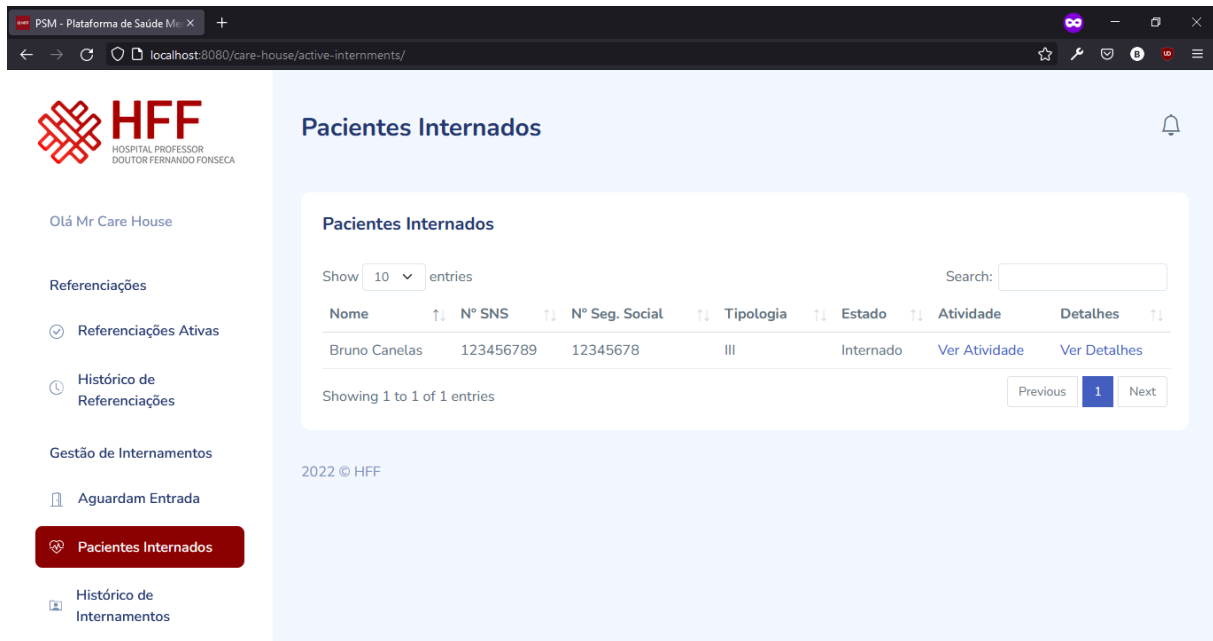 PSM - Plataforma de Saúde Me
localhost:8080/care-house/active-internments/
HFF
HOSPITAL PROFESSOR
DOUTOR FERNANDO FONSECA
Olá Mr Care House
Referenciações
Referenciações Ativas
Histórico de
Referenciações
Gestão de Internamentos
Aguardam Entrada
Pacientes Internados
Histórico de
Internamentos
Pacientes Internados
Pacientes Internados
Show 10 entries Search:
Nome Nº SNS Nº Seg. Social Tipologia Estado Atividade Detalhes
Bruno Canelas 123456789 12345678 III Internado Ver Atividade Ver Detalhes
Showing 1 to 1 of 1 entries Previous 1 Next
2022 © HFF